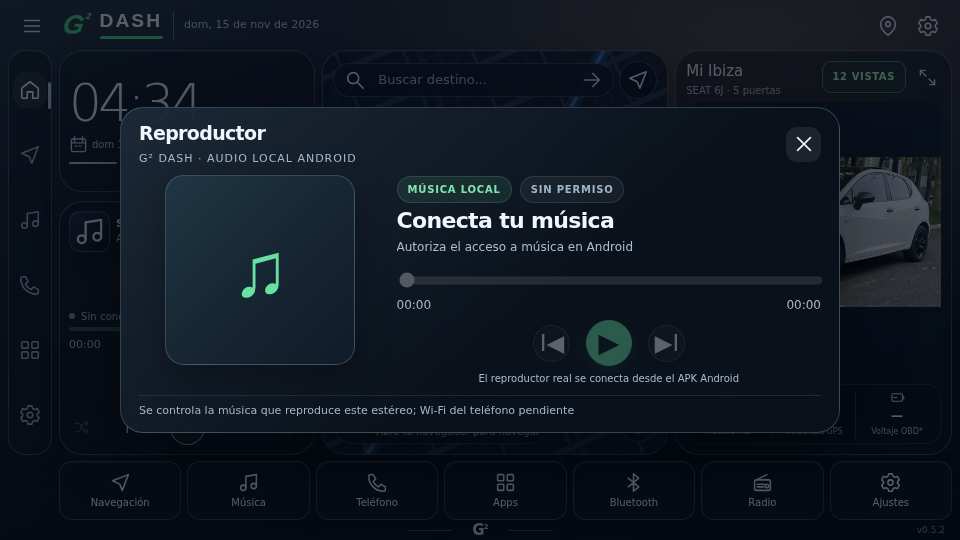 G² DASH
dom, 15 de nov de 2026
04:34
dom
Buscar destino...
Mi Ibiza
SEAT 6J · 5 puertas
12 VISTAS
Reproductor
G² DASH · AUDIO LOCAL ANDROID
MÚSICA LOCAL
SIN PERMISO
Conecta tu música
Autoriza el acceso a música en Android
00:00
00:00
El reproductor real se conecta desde el APK Android
Se controla la música que reproduce este estéreo; Wi-Fi del teléfono pendiente
00:00
—
GPS
Voltaje OBD*
Navegación
Música
Teléfono
Apps
Bluetooth
Radio
Ajustes
G²
v0.5.2